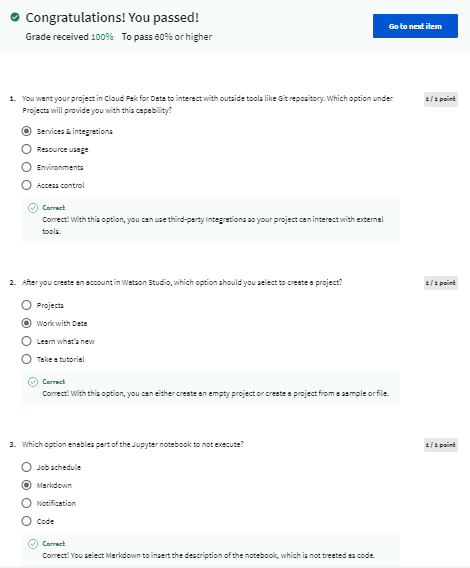 Congratulations! You passed!
Grade received 100% To pass 60% or higher
Go to next item
1. You want your project in Cloud Pak for Data to interact with outside tools like Git repository. Which option under
Projects will provide you with this capability?
1 / 1 point
Services & integrations
Resource usage
Environments
Access control
Correct
Correct! With this option, you can use third-party integrations so your project can interact with external
tools.
2. After you create an account in Watson Studio, which option should you select to create a project?
1 / 1 point
Projects
Work with Data
Learn what's new
Take a tutorial
Correct
Correct! With this option, you can either create an empty project or create a project from a sample or file.
3. Which option enables part of the Jupyter notebook to not execute?
1 / 1 point
Job schedule
Markdown
Notification
Code
Correct
Correct! You select Markdown to insert the description of the notebook, which is not treated as code.